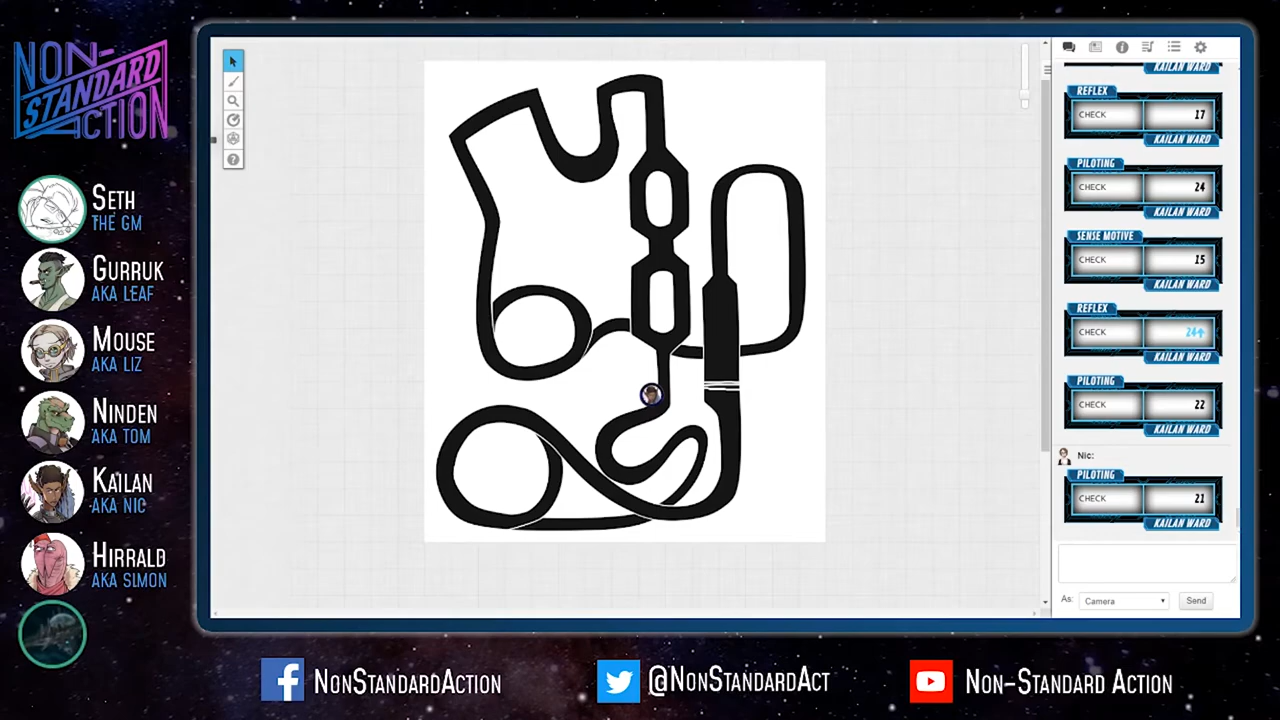 NON-
STANDARD
ACTION
SETH
THE GM
GURRUK
AKA LEAF
MOUSE
AKA LIZ
NINDEN
AKA TOM
KAILAN
AKA NIC
HIRRALD
AKA SIMON
KAILAN WARD
REFLEX
CHECK 17
KAILAN WARD
PILOTING
CHECK 24
KAILAN WARD
SENSE MOTIVE
CHECK 15
KAILAN WARD
REFLEX
CHECK 24
KAILAN WARD
PILOTING
CHECK 22
KAILAN WARD
Nic:
PILOTING
CHECK 21
KAILAN WARD
As: Camera Send
NONSTANDARDACTION
@NONSTANDARDACT
NON-STANDARD ACTION